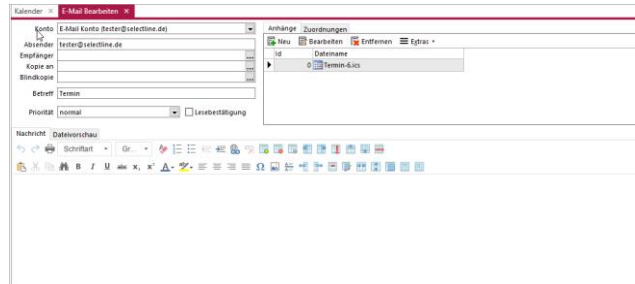 Kalender × E-Mail Bearbeiten ×
Konto E-Mail Konto (tester@selectline.de)
Absender tester@selectline.de
Empfänger ...
Kopie an ...
Blindkopie ...
Betreff Termin
Priorität normal Lesebestätigung
Anhänge Zuordnungen
Neu Bearbeiten Entfernen Extras
Id Dateiname
0 Termin-6.ics
Nachricht Dateivorschau
Schriftart Gr...
B I U abc x, x² A